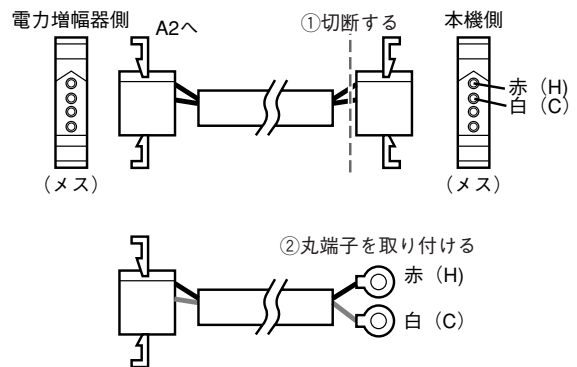 電力増幅器側
A2へ
①切断する
本機側
赤（H)
白（C）
（メス）
（メス）
②丸端子を取り付ける
赤（H)
白（C）